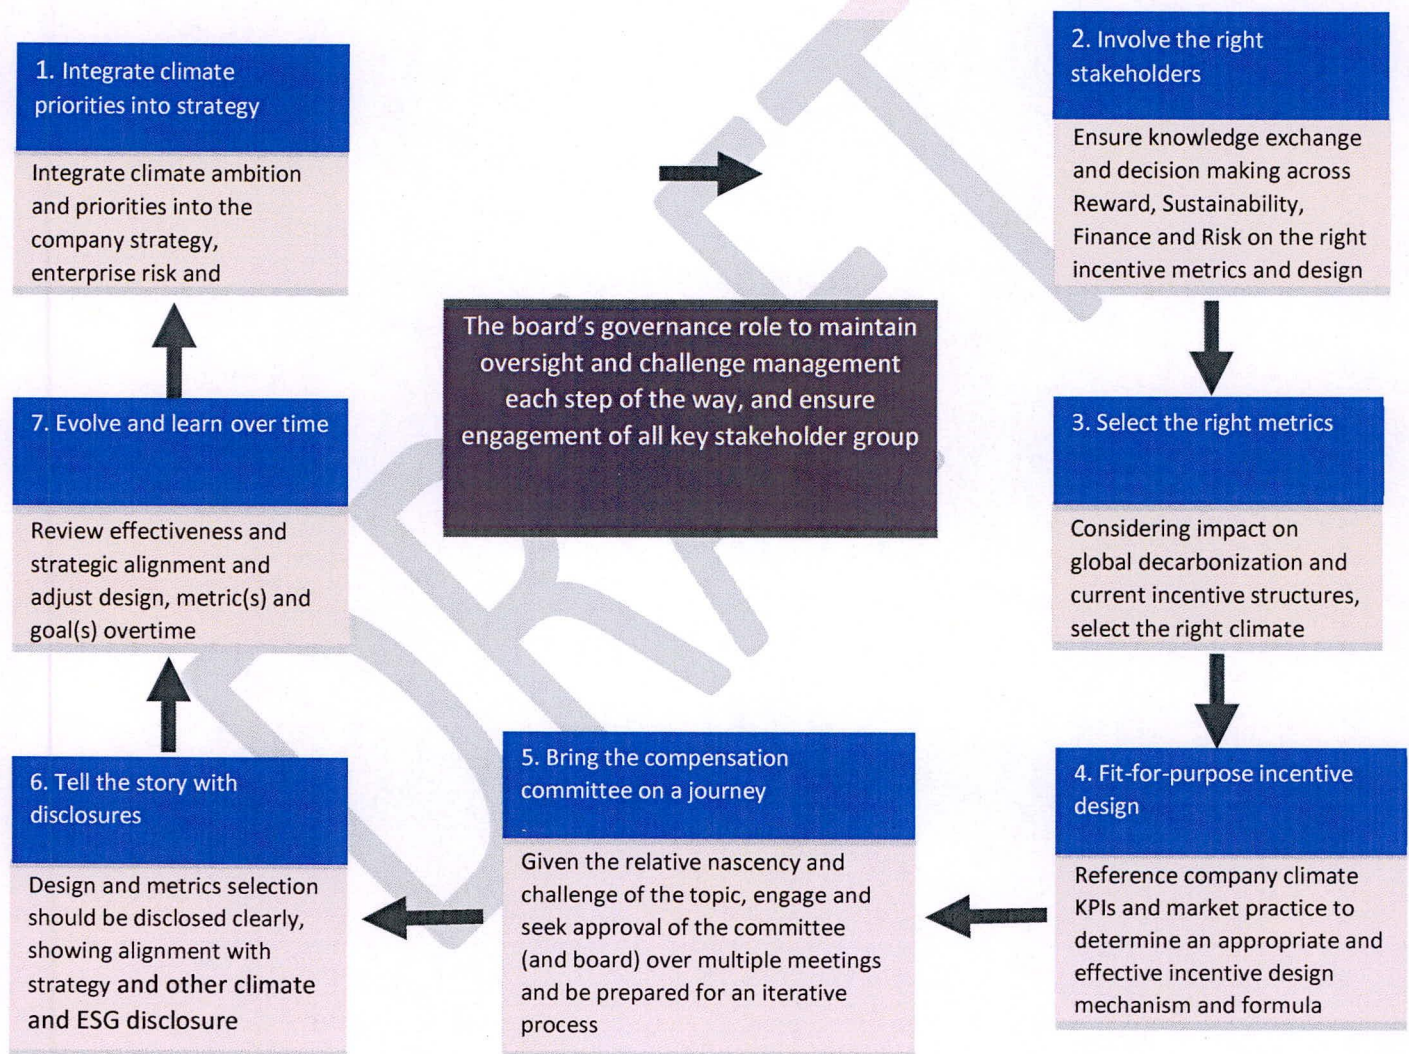 1. Integrate climate
priorities into strategy
Integrate climate ambition
and priorities into the
company strategy,
enterprise risk and
2. Involve the right
stakeholders
Ensure knowledge exchange
and decision making across
Reward, Sustainability,
Finance and Risk on the right
incentive metrics and design
The board's governance role to maintain
oversight and challenge management
each step of the way, and ensure
engagement of all key stakeholder group
3. Select the right metrics
Considering impact on
global decarbonization and
current incentive structures,
select the right climate
4. Fit-for-purpose incentive
design
Reference company climate
KPIs and market practice to
determine an appropriate and
effective incentive design
mechanism and formula
5. Bring the compensation
committee on a journey
Given the relative nascency and
challenge of the topic, engage and
seek approval of the committee
(and board) over multiple meetings
and be prepared for an iterative
process
6. Tell the story with
disclosures
Design and metrics selection
should be disclosed clearly,
showing alignment with
strategy and other climate
and ESG disclosure
7. Evolve and learn over time
Review effectiveness and
strategic alignment and
adjust design, metric(s) and
goal(s) overtime
DRAFT